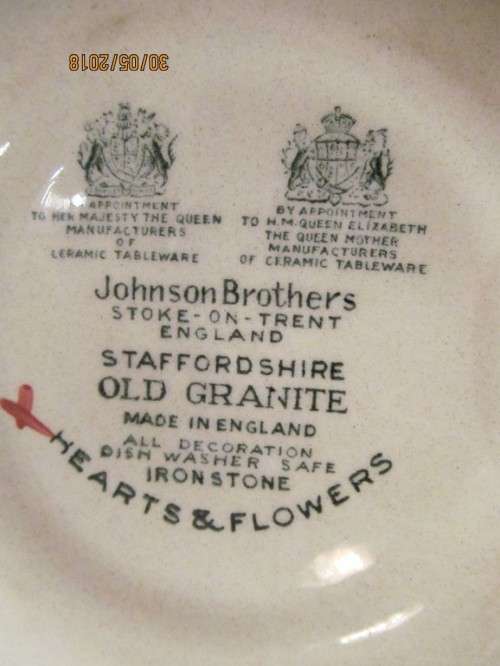 30/05/2018
BY APPOINTMENT
TO HER MAJESTY THE QUEEN
MANUFACTURERS
OF
CERAMIC TABLEWARE
BY APPOINTMENT
TO H.M. QUEEN ELIZABETH
THE QUEEN MOTHER
MANUFACTURERS
OF CERAMIC TABLEWARE
Johnson Brothers
STOKE-ON-TRENT
ENGLAND
STAFFORDSHIRE
OLD GRANITE
MADE IN ENGLAND
ALL DECORATION
DISH WASHER SAFE
IRONSTONE
HEARTS & FLOWERS